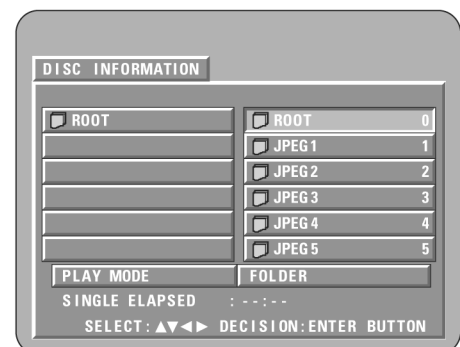 DISC INFORMATION
ROOT
ROOT 0
JPEG1 1
JPEG2 2
JPEG3 3
JPEG4 4
JPEG5 5
PLAY MODE FOLDER
SINGLE ELAPSED :--:--
SELECT:▲▼◀▶ DECISION:ENTER BUTTON